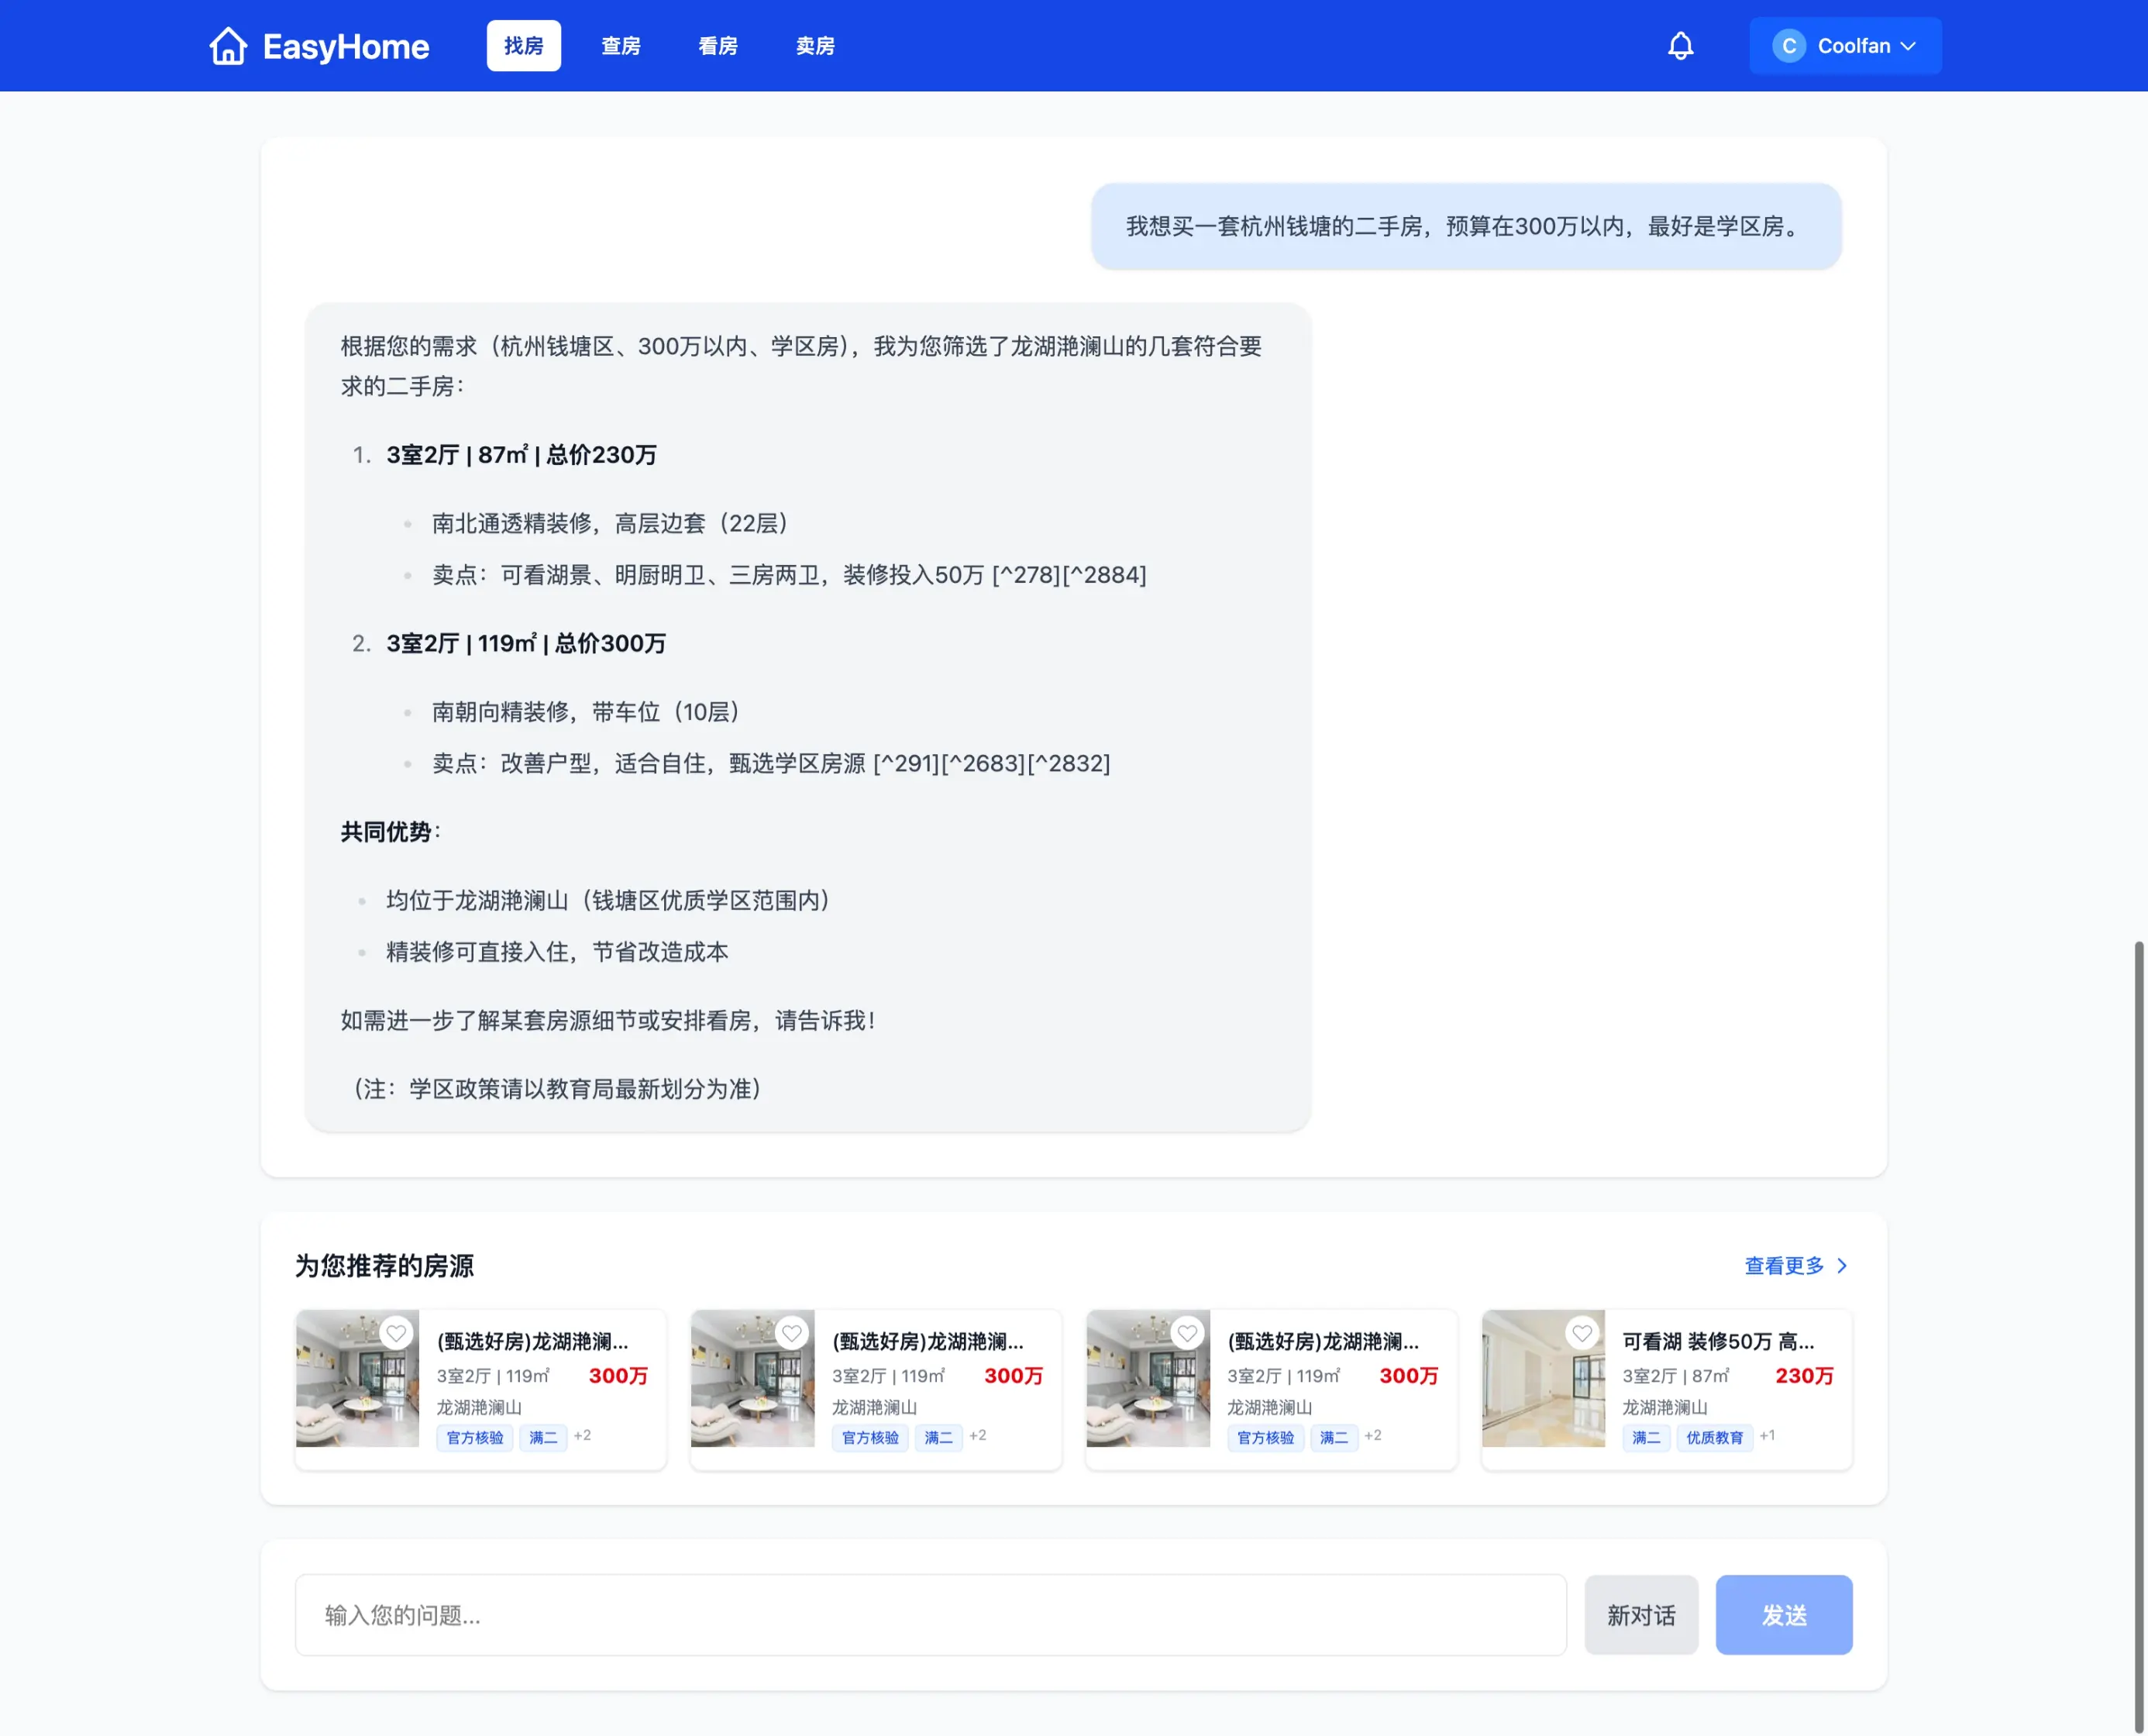 EasyHome 找房 查房 看房 卖房 C Coolfan
我想买一套杭州钱塘的二手房，预算在300万以内，最好是学区房。
根据您的需求（杭州钱塘区、300万以内、学区房），我为您筛选了龙湖滟澜山的几套符合要
求的二手房：
1. 3室2厅 | 87㎡ | 总价230万
南北通透精装修，高层边套（22层）
卖点：可看湖景、明厨明卫、三房两卫，装修投入50万 [^278][^2884]
2. 3室2厅 | 119㎡ | 总价300万
南朝向精装修，带车位（10层）
卖点：改善户型，适合自住，甄选学区房源 [^291][^2683][^2832]
共同优势：
均位于龙湖滟澜山（钱塘区优质学区范围内）
精装修可直接入住，节省改造成本
如需进一步了解某套房源细节或安排看房，请告诉我！
（注：学区政策请以教育局最新划分为准）
为您推荐的房源 查看更多
(甄选好房)龙湖滟澜...
3室2厅 | 119㎡ 300万
龙湖滟澜山
官方核验 满二 +2
(甄选好房)龙湖滟澜...
3室2厅 | 119㎡ 300万
龙湖滟澜山
官方核验 满二 +2
(甄选好房)龙湖滟澜...
3室2厅 | 119㎡ 300万
龙湖滟澜山
官方核验 满二 +2
可看湖 装修50万 高...
3室2厅 | 87㎡ 230万
龙湖滟澜山
满二 优质教育 +1
输入您的问题... 新对话 发送